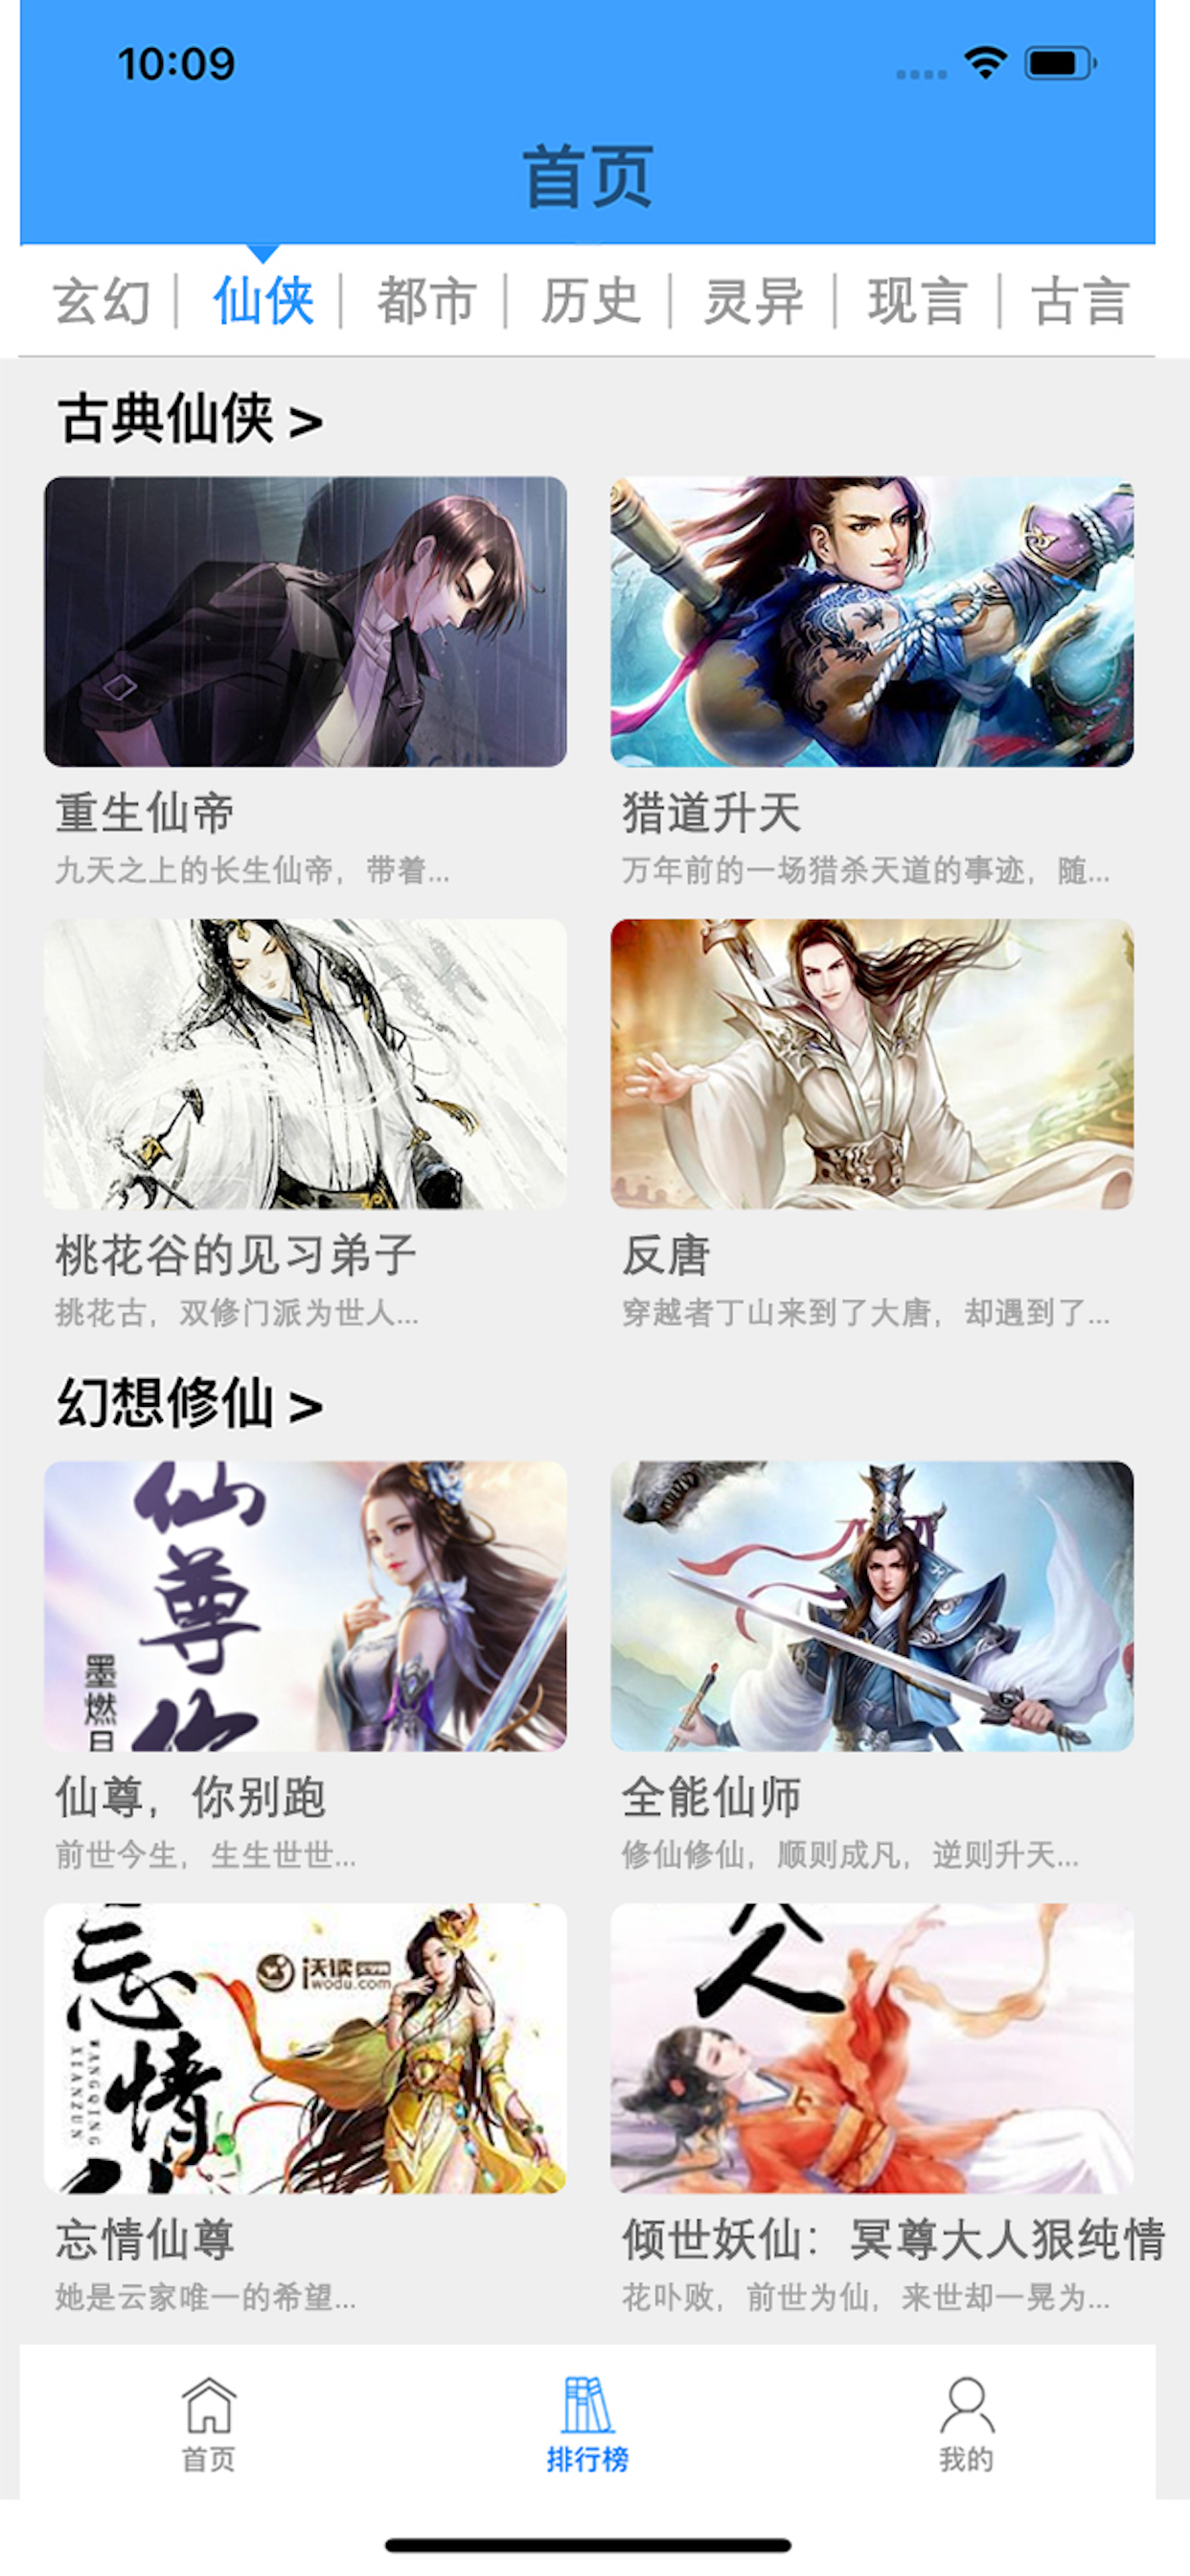 10:09
首页
玄幻 仙侠 都市 历史 灵异 现言 古言
古典仙侠 >
重生仙帝
九天之上的长生仙帝，带着...
猎道升天
万年前的一场猎杀天道的事迹，随...
桃花谷的见习弟子
挑花古，双修门派为世人...
反唐
穿越者丁山来到了大唐，却遇到了...
幻想修仙 >
仙尊
墨燃
仙尊，你别跑
前世今生，生生世世...
全能仙师
修仙修仙，顺则成凡，逆则升天...
忘情
WANGQING
XIANZUN
沃读
iwodu.com
忘情仙尊
她是云家唯一的希望...
人
倾世妖仙：冥尊大人狠纯情
花卟败，前世为仙，来世却一晃为...
首页
排行榜
我的